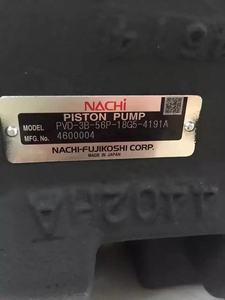 NACHi
PISTON PUMP
MODEL PVD-3B-56P-18G5-4191A
MFG. No. 4600004
NACHI-FUJIKOSHI CORP.
MADE IN JAPAN